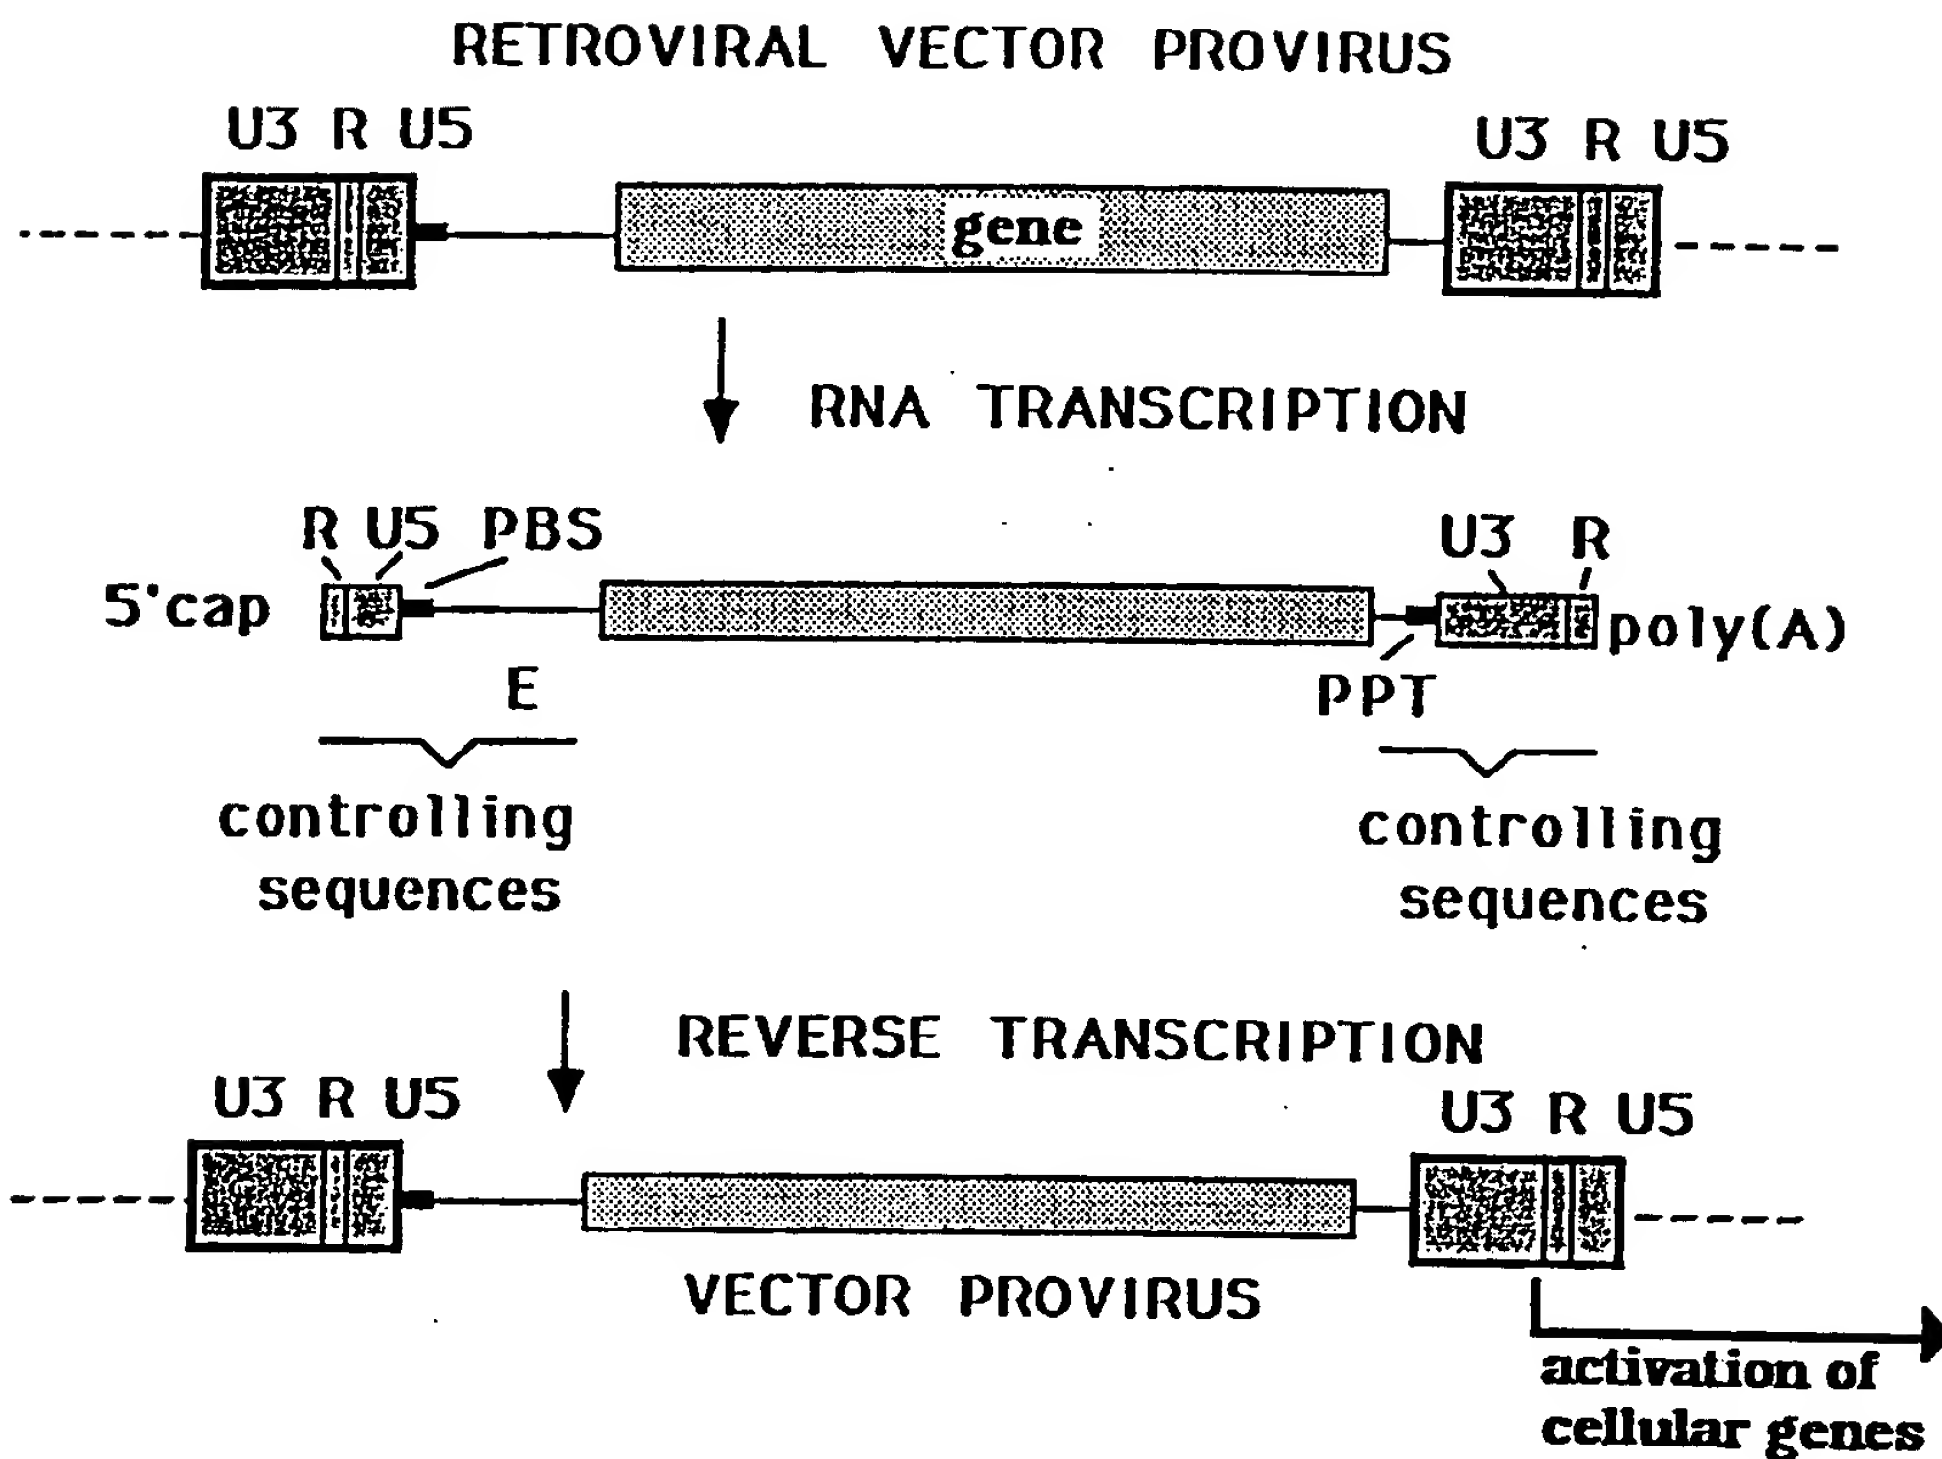 RETROVIRAL VECTOR PROVIRUS
U3 R U5
U3 R U5
gene
RNA TRANSCRIPTION
R U5 PBS
U3 R
5'cap
poly(A)
E
PPT
controlling
sequences
controlling
sequences
REVERSE TRANSCRIPTION
U3 R U5
U3 R U5
VECTOR PROVIRUS
activation of
cellular genes